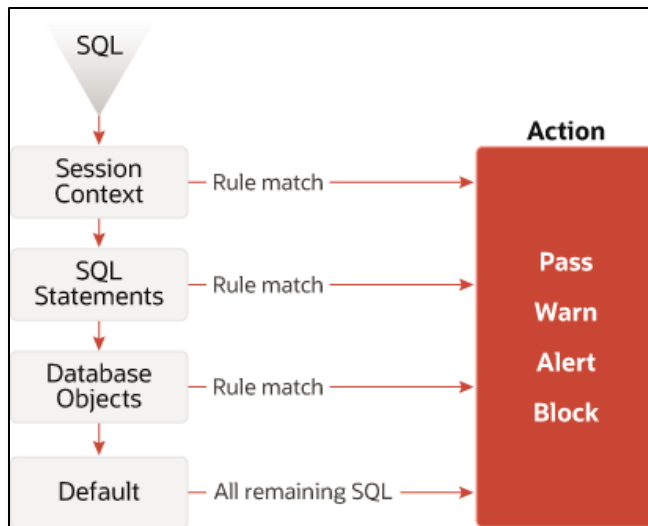 SQL
Action
Session
Context
Rule match
SQL
Statements
Rule match
Database
Objects
Rule match
Default
All remaining SQL
Pass
Warn
Alert
Block